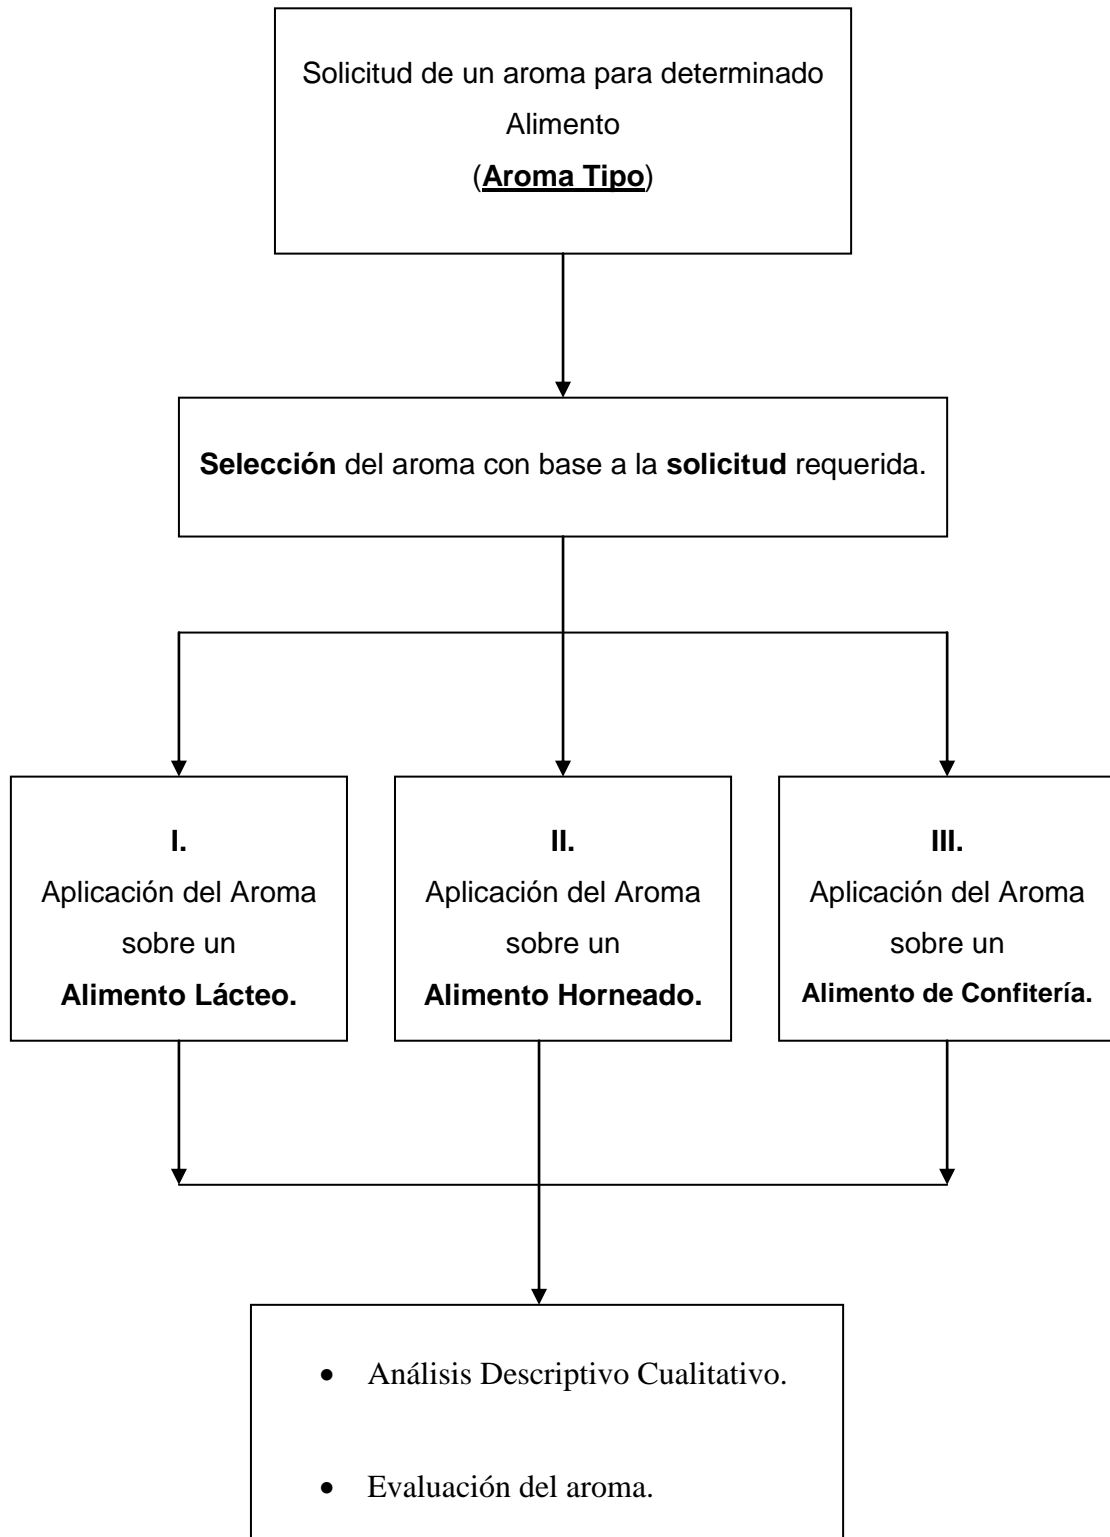 Solicitud de un aroma para determinado
Alimento
(Aroma Tipo)
Selección del aroma con base a la solicitud requerida.
I.
Aplicación del Aroma
sobre un
Alimento Lácteo.
II.
Aplicación del Aroma
sobre un
Alimento Horneado.
III.
Aplicación del Aroma
sobre un
Alimento de Confitería.
• Análisis Descriptivo Cualitativo.
• Evaluación del aroma.